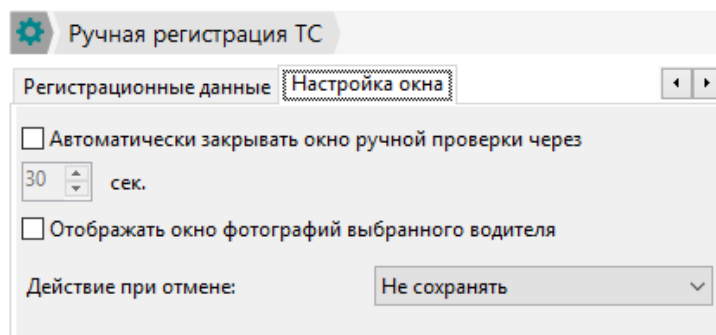 Ручная регистрация ТС
Регистрационные данные Настройка окна
Автоматически закрывать окно ручной проверки через
30 сек.
Отображать окно фотографий выбранного водителя
Действие при отмене: Не сохранять